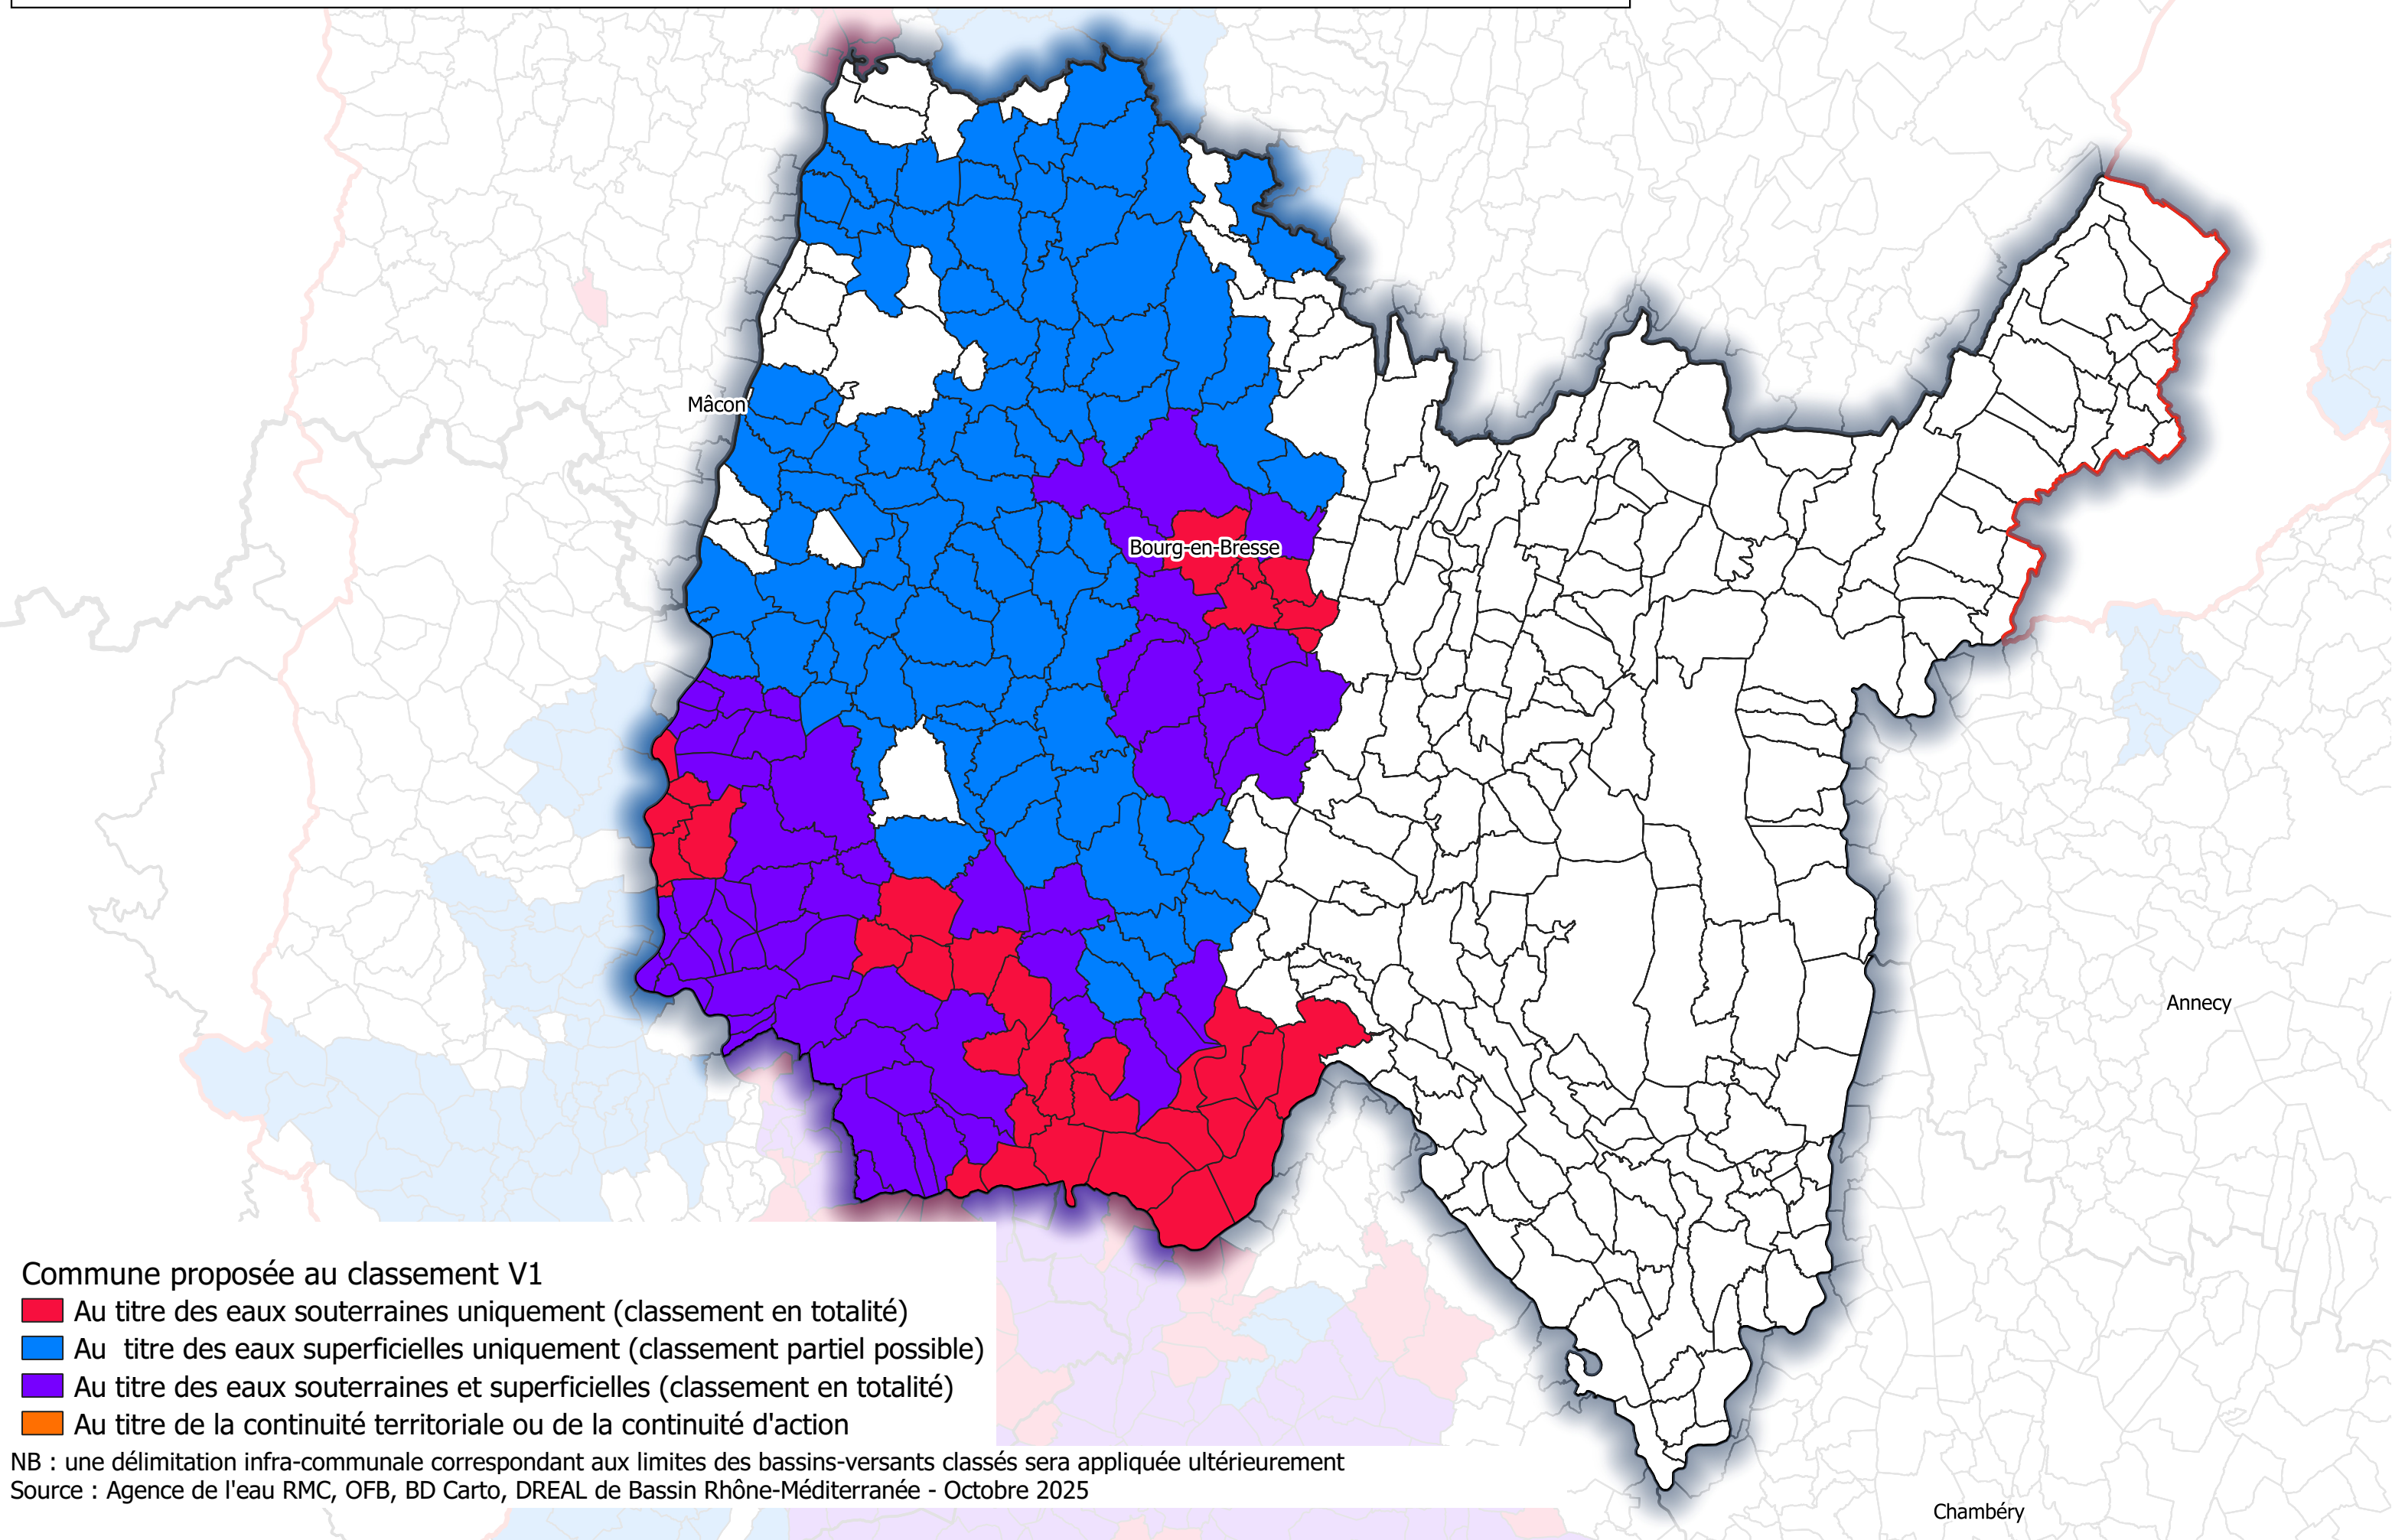 Mâcon
Bourg-en-Bresse
Annecy
Commune proposée au classement V1
Au titre des eaux souterraines uniquement (classement en totalité)
Au  titre des eaux superficielles uniquement (classement partiel possible)
Au titre des eaux souterraines et superficielles (classement en totalité)
Au titre de la continuité territoriale ou de la continuité d'action
NB : une délimitation infra-communale correspondant aux limites des bassins-versants classés sera appliquée ultérieurement
Source : Agence de l'eau RMC, OFB, BD Carto, DREAL de Bassin Rhône-Méditerranée - Octobre 2025
Chambéry